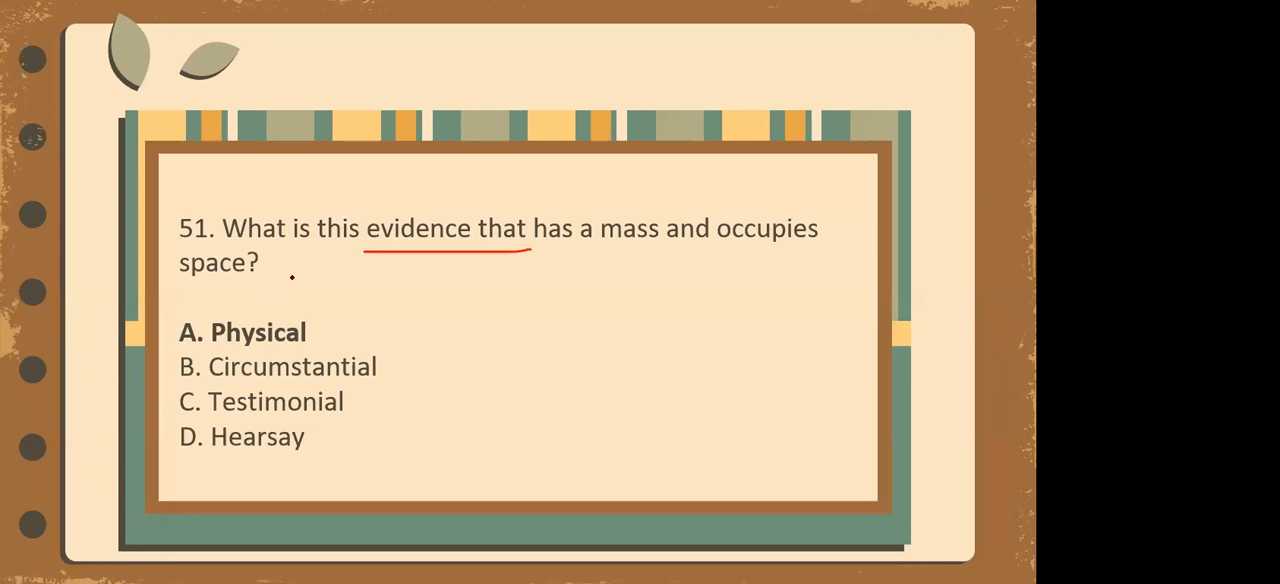 51. What is this evidence that has a mass and occupies
space?
A. Physical
B. Circumstantial
C. Testimonial
D. Hearsay